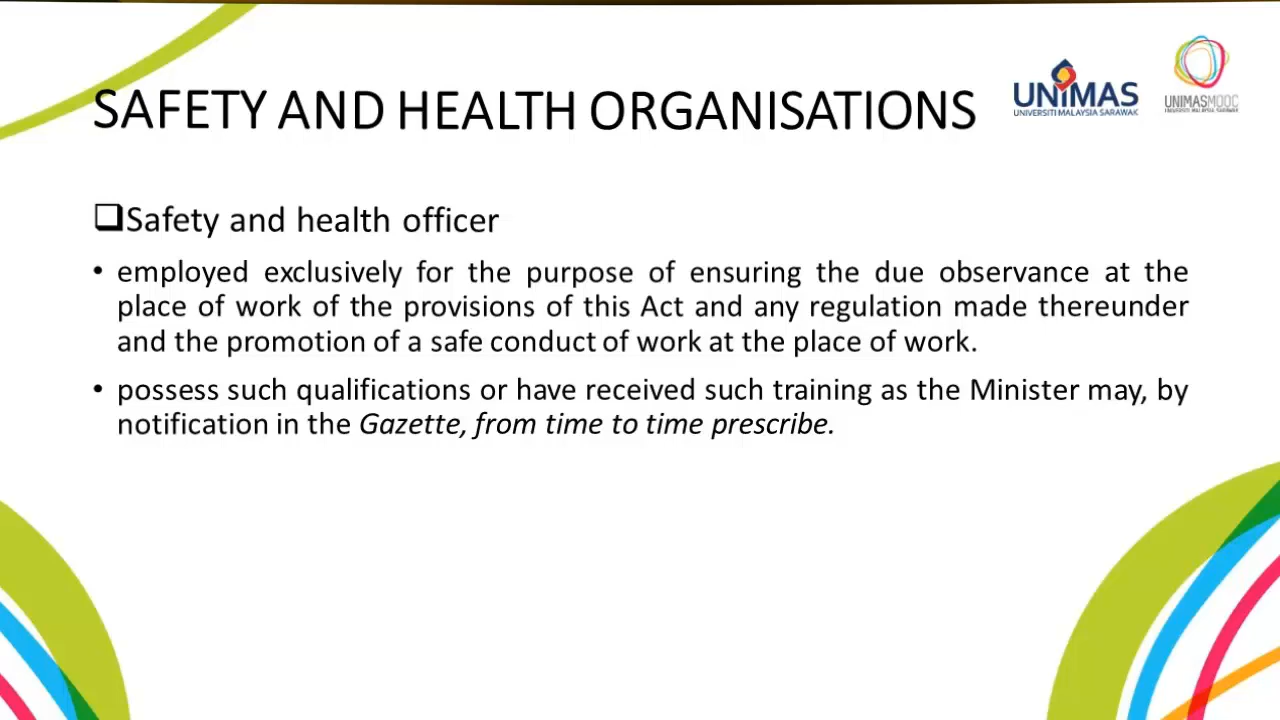 SAFETY AND HEALTH ORGANISATIONS
UNIMAS
UNIVERSITI MALAYSIA SARAWAK
UNIMASMOOC
UNIVERSITI MALAYSIA SARAWAK
❑Safety and health officer
• employed exclusively for the purpose of ensuring the due observance at the
place of work of the provisions of this Act and any regulation made thereunder
and the promotion of a safe conduct of work at the place of work.
• possess such qualifications or have received such training as the Minister may, by
notification in the Gazette, from time to time prescribe.